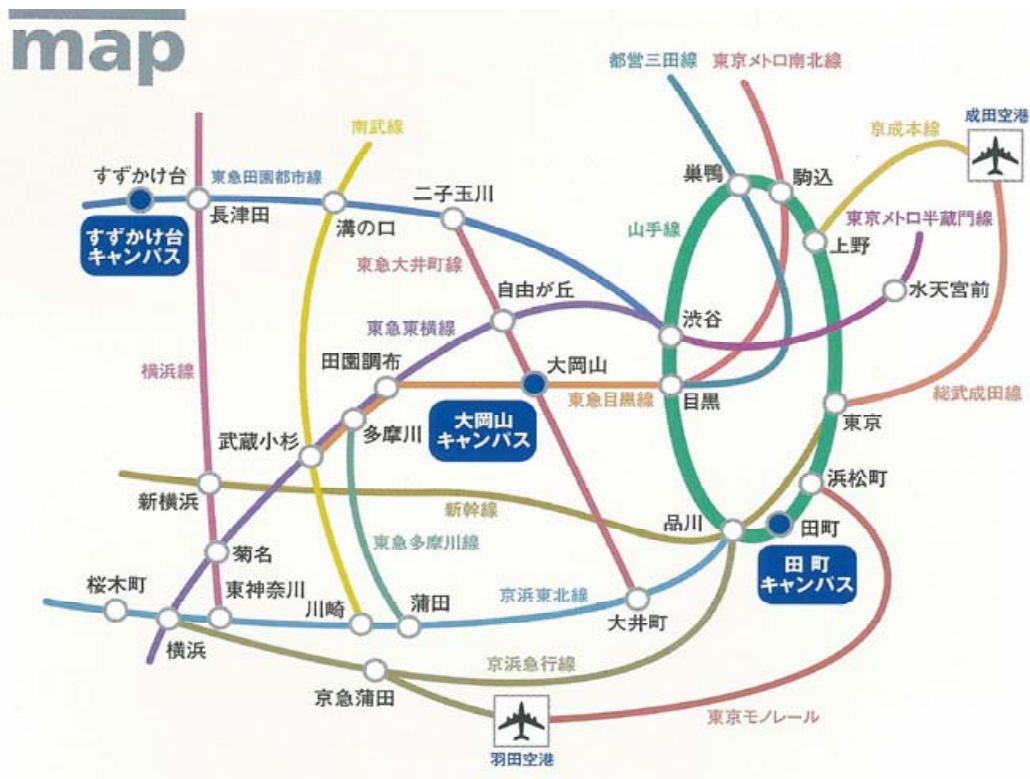 map
都営三田線
東京メトロ南北線
成田空港
南武線
京成本線
すずかけ台
東急田園都市線
二子玉川
巣鴨
駒込
長津田
溝の口
山手線
東京メトロ半蔵門線
すずかけ台
キャンパス
上野
東急大井町線
自由が丘
水天宮前
東急東横線
渋谷
横浜線
田園調布
大岡山
東急目黒線
目黒
総武成田線
大岡山
キャンパス
多摩川
東京
武蔵小杉
浜松町
新横浜
新幹線
品川
田町
東急多摩川線
菊名
田町
キャンパス
桜木町
東神奈川
川崎
蒲田
京浜東北線
大井町
横浜
京浜急行線
京急蒲田
東京モノレール
羽田空港